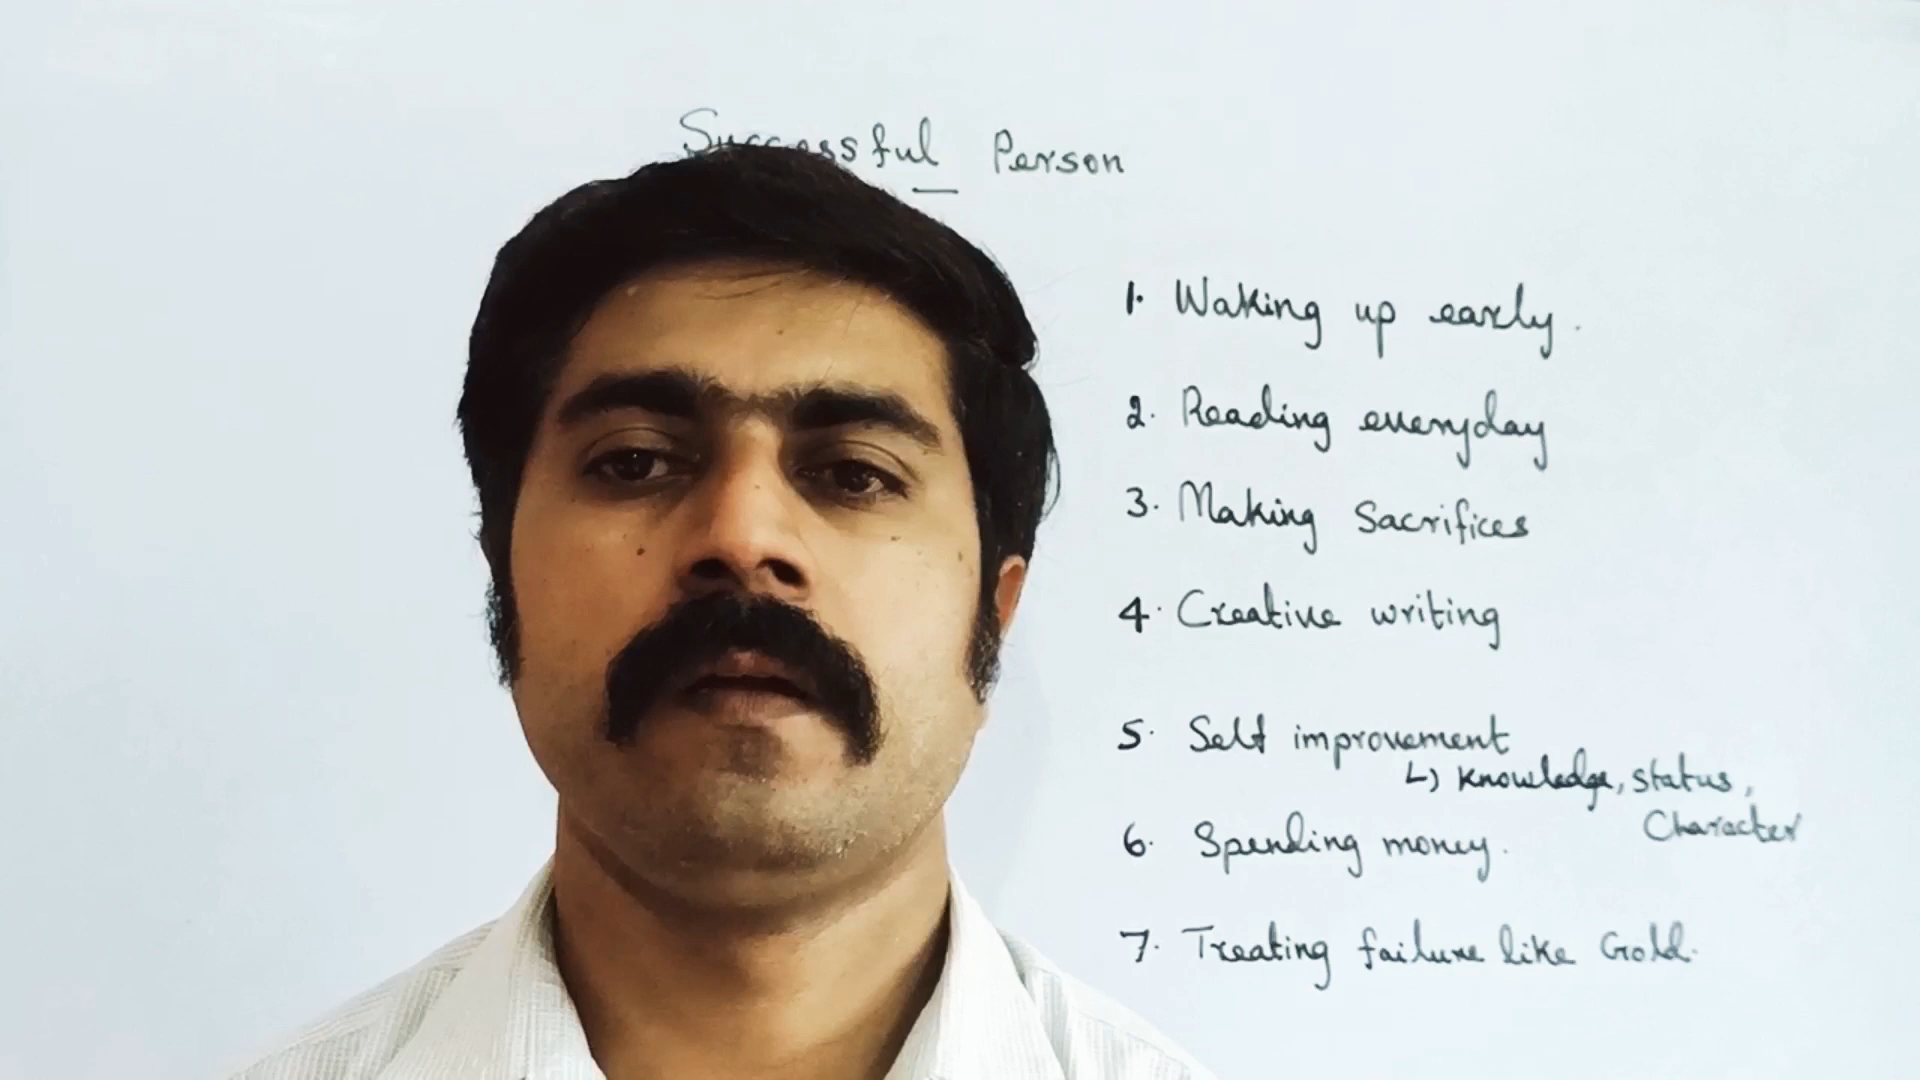 Successful Person
1. Waking up early.
2. Reading everyday
3. Making Sacrifices
4. Creative writing
5. Self improvement
↳ Knowledge, Status,
Character
6. Spending money.
7. Treating failure like Gold.